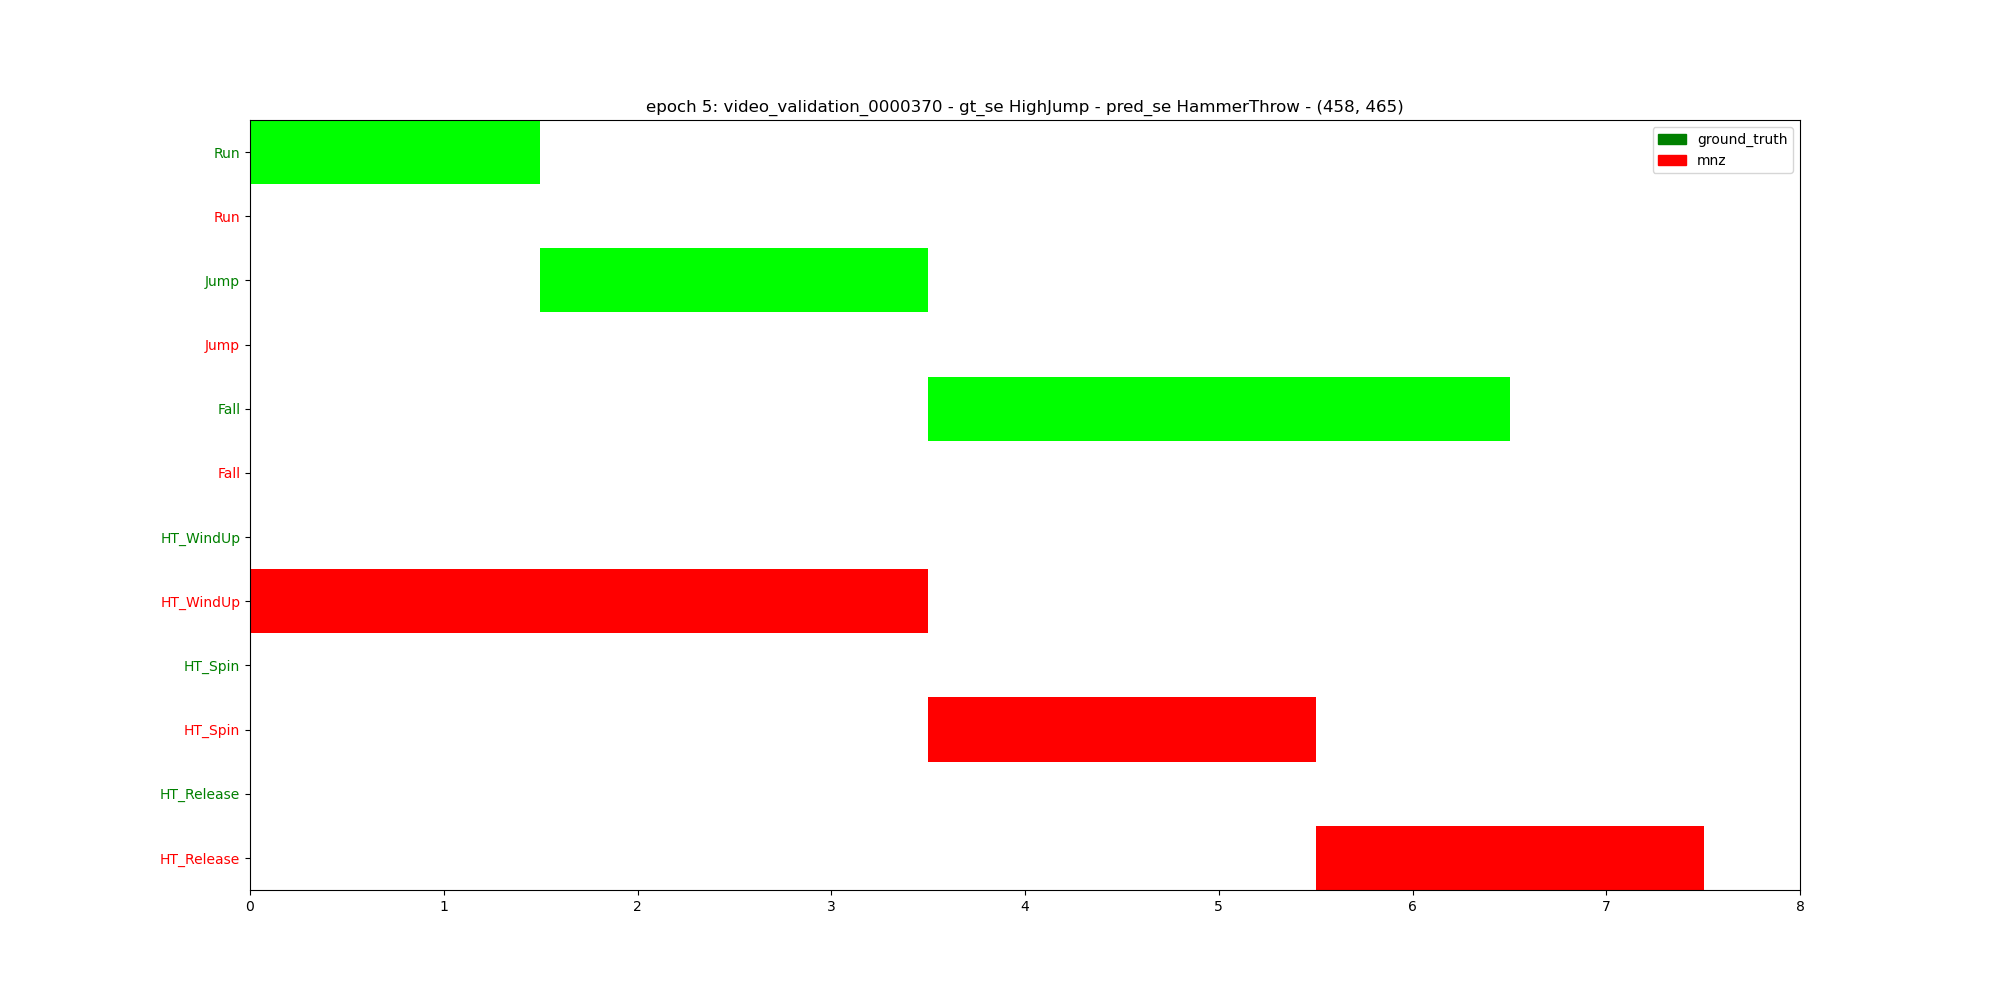 epoch 5: video_validation_0000370 - gt_se HighJump - pred_se HammerThrow - (458, 465)
ground_truth
mnz
Run
Run
Jump
Jump
Fall
Fall
HT_WindUp
HT_WindUp
HT_Spin
HT_Spin
HT_Release
HT_Release
0 1 2 3 4 5 6 7 8